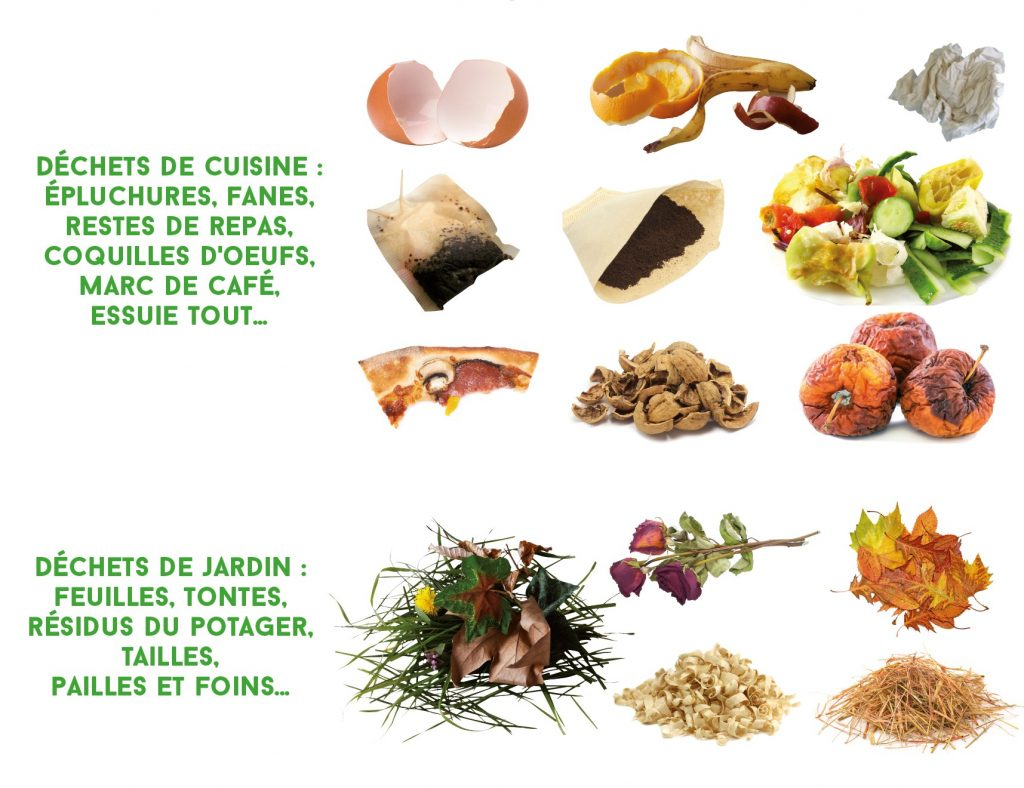 DÉCHETS DE CUISINE :
ÉPLUCHURES, FANES,
RESTES DE REPAS,
COQUILLES D'OEUFS,
MARC DE CAFÉ,
ESSUIE TOUT...
DÉCHETS DE JARDIN :
FEUILLES, TONTES,
RÉSIDUS DU POTAGER,
TAILLES,
PAILLES ET FOINS...